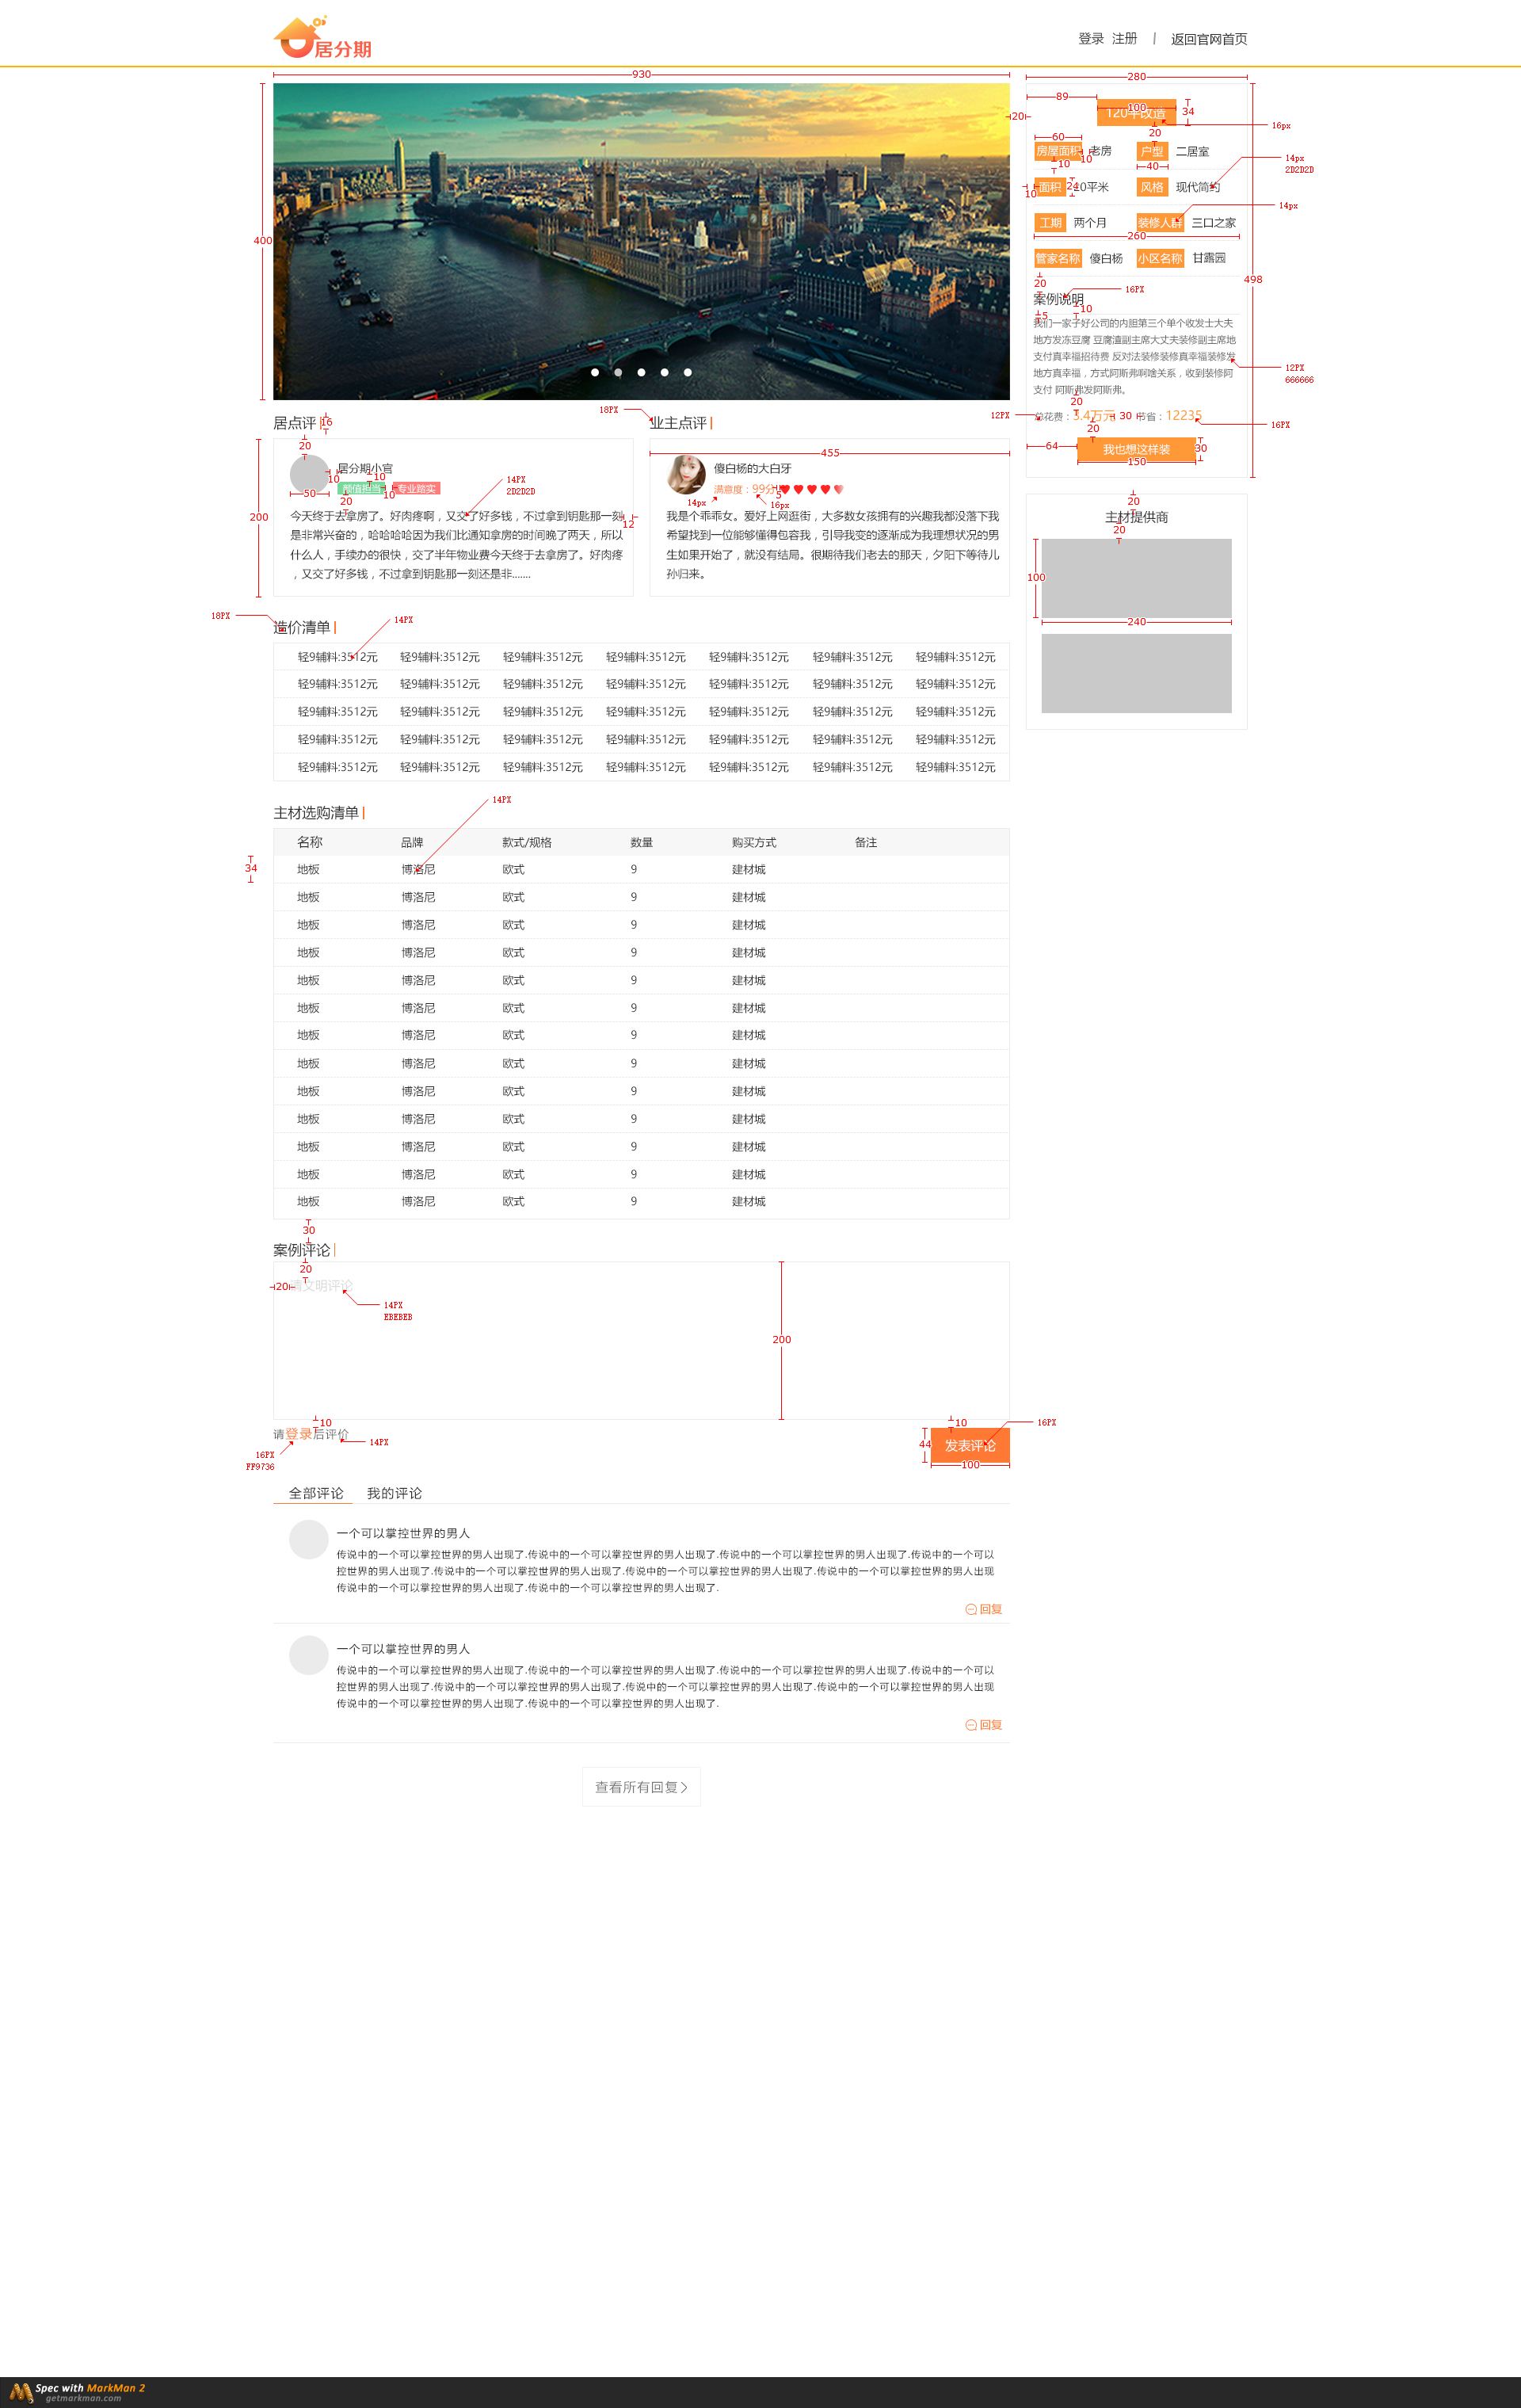 居分期
登录 注册 | 返回官网首页
930
280
89
100
34
120平改造
16px
20
20
60
房屋面积 老房 户型 二居室
10
10
40
14px
2D2D2D
面积 20平米 风格 现代简约
10
24
14px
工期 两个月 装修人群 三口之家
260
400
管家名称 傻白杨 小区名称 甘露园
498
20
16PX
案例说明
10
5
我们一家子好公司的内胆第三个单个收发士大夫
地方发冻豆腐 豆腐渣副主席大丈夫装修副主席地
支付真幸福招待费 反对法装修装修真幸福装修发
地方真幸福，方式阿斯弗啊啥关系，收到装修阿
支付 阿斯弗发阿斯弗。
12PX
666666
20
12PX
总花费：3.4万元 30 节省：12235
16PX
20
64
我也想这样装
30
150
居点评
16
18PX
业主点评
20
455
居分期小官
10
10
颜值担当 专业踏实
50
20
10
14PX
2D2D2D
200
12
今天终于去拿房了。好肉疼啊，又交了好多钱，不过拿到钥匙那一刻
是非常兴奋的，哈哈哈哈因为我们比通知拿房的时间晚了两天，所以
什么人，手续办的很快，交了半年物业费今天终于去拿房了。好肉疼
，又交了好多钱，不过拿到钥匙那一刻还是非.......
傻白杨的大白牙
满意度：99分
5
14px
16px
我是个乖乖女。爱好上网逛街，大多数女孩拥有的兴趣我都没落下我
希望找到一位能够懂得包容我，引导我变的逐渐成为我理想状况的男
生如果开始了，就没有结局。很期待我们老去的那天，夕阳下等待儿
孙归来。
20
主材提供商
20
100
240
18PX
造价清单
14PX
轻9辅料:3512元 轻9辅料:3512元 轻9辅料:3512元 轻9辅料:3512元 轻9辅料:3512元 轻9辅料:3512元 轻9辅料:3512元
轻9辅料:3512元 轻9辅料:3512元 轻9辅料:3512元 轻9辅料:3512元 轻9辅料:3512元 轻9辅料:3512元 轻9辅料:3512元
轻9辅料:3512元 轻9辅料:3512元 轻9辅料:3512元 轻9辅料:3512元 轻9辅料:3512元 轻9辅料:3512元 轻9辅料:3512元
轻9辅料:3512元 轻9辅料:3512元 轻9辅料:3512元 轻9辅料:3512元 轻9辅料:3512元 轻9辅料:3512元 轻9辅料:3512元
轻9辅料:3512元 轻9辅料:3512元 轻9辅料:3512元 轻9辅料:3512元 轻9辅料:3512元 轻9辅料:3512元 轻9辅料:3512元
14PX
主材选购清单
名称 品牌 款式/规格 数量 购买方式 备注
34
地板 博洛尼 欧式 9 建材城
地板 博洛尼 欧式 9 建材城
地板 博洛尼 欧式 9 建材城
地板 博洛尼 欧式 9 建材城
地板 博洛尼 欧式 9 建材城
地板 博洛尼 欧式 9 建材城
地板 博洛尼 欧式 9 建材城
地板 博洛尼 欧式 9 建材城
地板 博洛尼 欧式 9 建材城
地板 博洛尼 欧式 9 建材城
地板 博洛尼 欧式 9 建材城
地板 博洛尼 欧式 9 建材城
地板 博洛尼 欧式 9 建材城
30
案例评论
20
20
请文明评论
14PX
EBEBEB
200
10
10
16PX
请登录后评价
14PX
16PX
FF9736
44
发表评论
100
全部评论 我的评论
一个可以掌控世界的男人
传说中的一个可以掌控世界的男人出现了.传说中的一个可以掌控世界的男人出现了.传说中的一个可以掌控世界的男人出现了.传说中的一个可以
控世界的男人出现了.传说中的一个可以掌控世界的男人出现了.传说中的一个可以掌控世界的男人出现了.传说中的一个可以掌控世界的男人出现
传说中的一个可以掌控世界的男人出现了.传说中的一个可以掌控世界的男人出现了.
回复
一个可以掌控世界的男人
传说中的一个可以掌控世界的男人出现了.传说中的一个可以掌控世界的男人出现了.传说中的一个可以掌控世界的男人出现了.传说中的一个可以
控世界的男人出现了.传说中的一个可以掌控世界的男人出现了.传说中的一个可以掌控世界的男人出现了.传说中的一个可以掌控世界的男人出现
传说中的一个可以掌控世界的男人出现了.传说中的一个可以掌控世界的男人出现了.
回复
查看所有回复
Spec with MarkMan 2
getmarkman.com